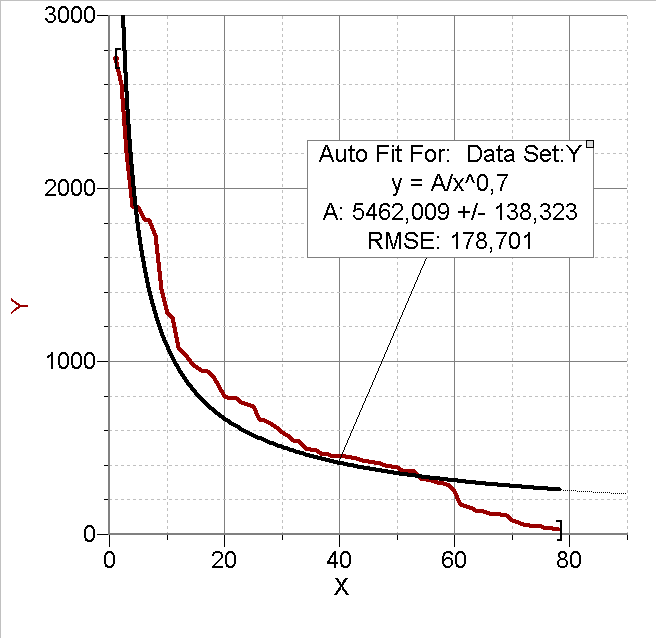 3000
Auto Fit For: Data Set:Y
y = A/x^0,7
A: 5462,009 +/- 138,323
RMSE: 178,701
2000
Y
1000
0
0 20 40 60 80
X